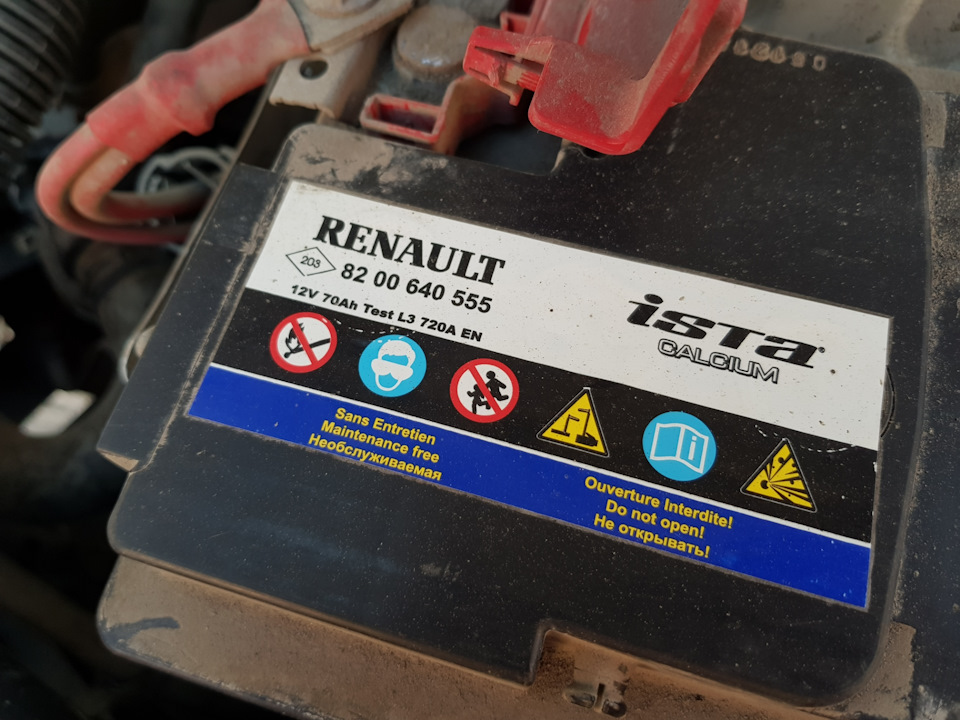 RENAULT
203
82 00 640 555
12V 70Ah Test L3 720A EN
ista
CALCIUM
Sans Entretien
Maintenance free
Необслуживаемая
Ouverture Interdite!
Do not open!
Не открывать!